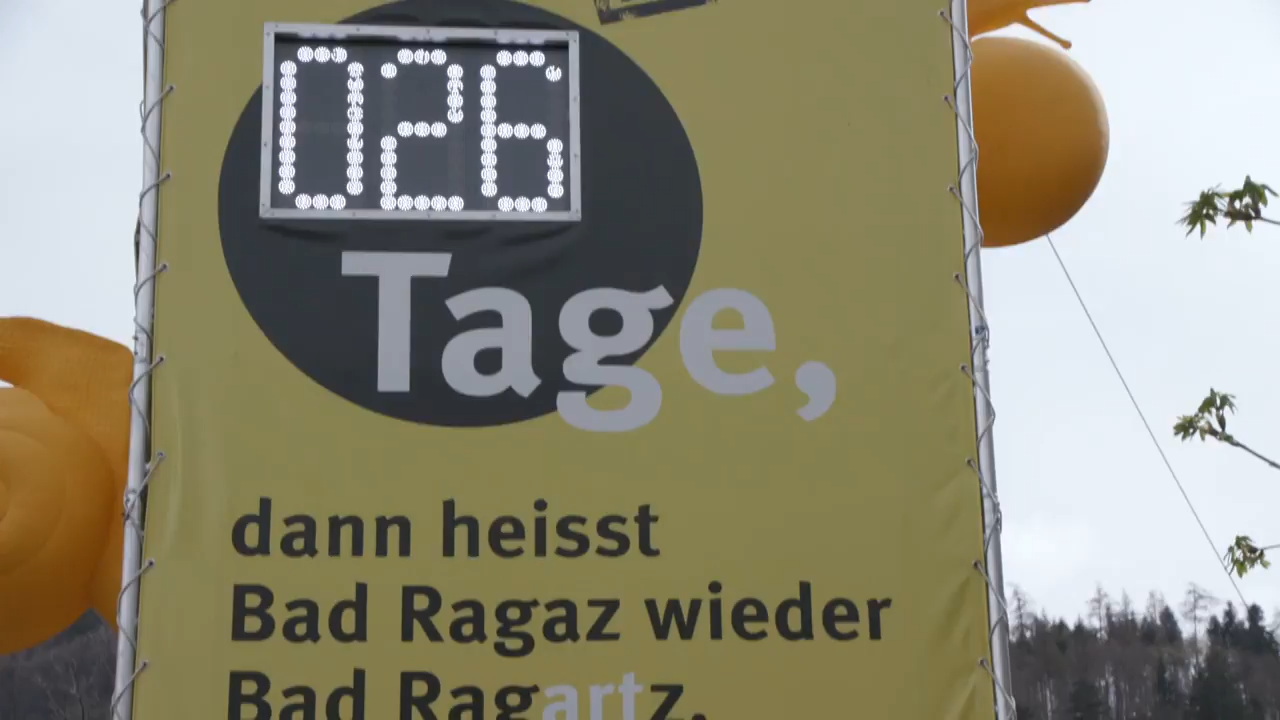 026
Tage,
dann heisst
Bad Ragaz wieder
Bad Ragartz.